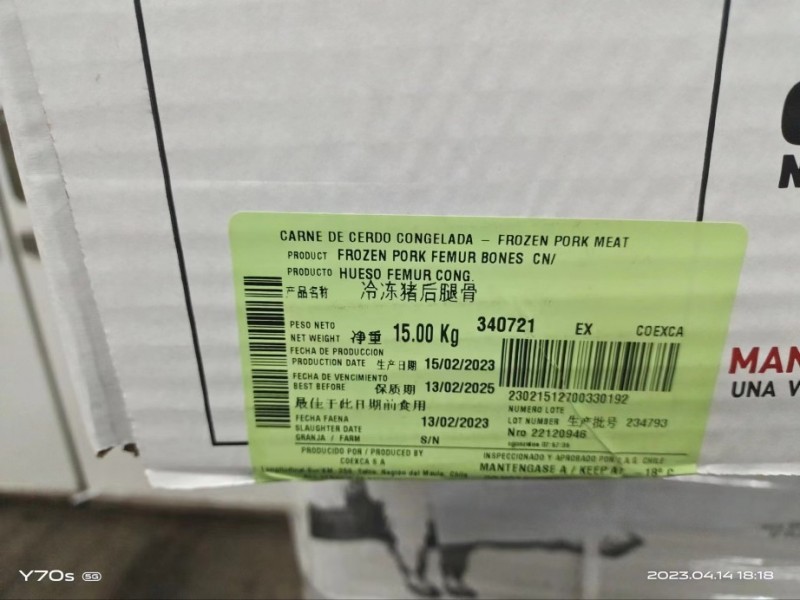 CARNE DE CERDO CONGELADA – FROZEN PORK MEAT
PRODUCT FROZEN PORK FEMUR BONES CN/
PRODUCTO HUESO FEMUR CONG.
产品名称 冷冻猪后腿骨
PESO NETO
NET WEIGHT 净重 15.00 Kg 340721 EX COEXCA
FECHA DE PRODUCCION
PRODUCTION DATE 生产日期 15/02/2023
FECHA DE VENCIMIENTO
BEST BEFORE 保质期 13/02/2025
23021512700330192
最佳于此日期前食用
NUMERO LOTE
FECHA FAENA
SLAUGHTER DATE 13/02/2023
LOT NUMBER 生产批号 234793
GRANJA / FARM S/N
Nro 22120946
PRODUCIDO POR / PRODUCED BY
COEXCA S A
INSPECCIONADO Y APROBADO POR S.A.G. CHILE
MANTENGASE A / KEEP AT 18° C
MAN
UNA V
Y70s 5G
2023.04.14 18:18